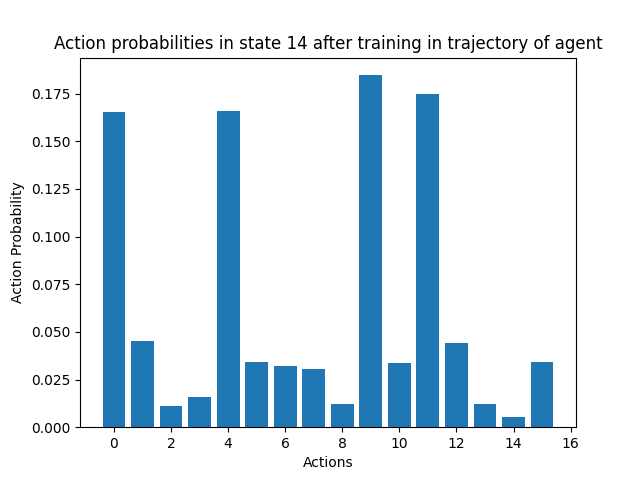 Action probabilities in state 14 after training in trajectory of agent
0.175
0.150
0.125
0.100
0.075
0.050
0.025
0.000
Action Probability
0 2 4 6 8 10 12 14 16
Actions